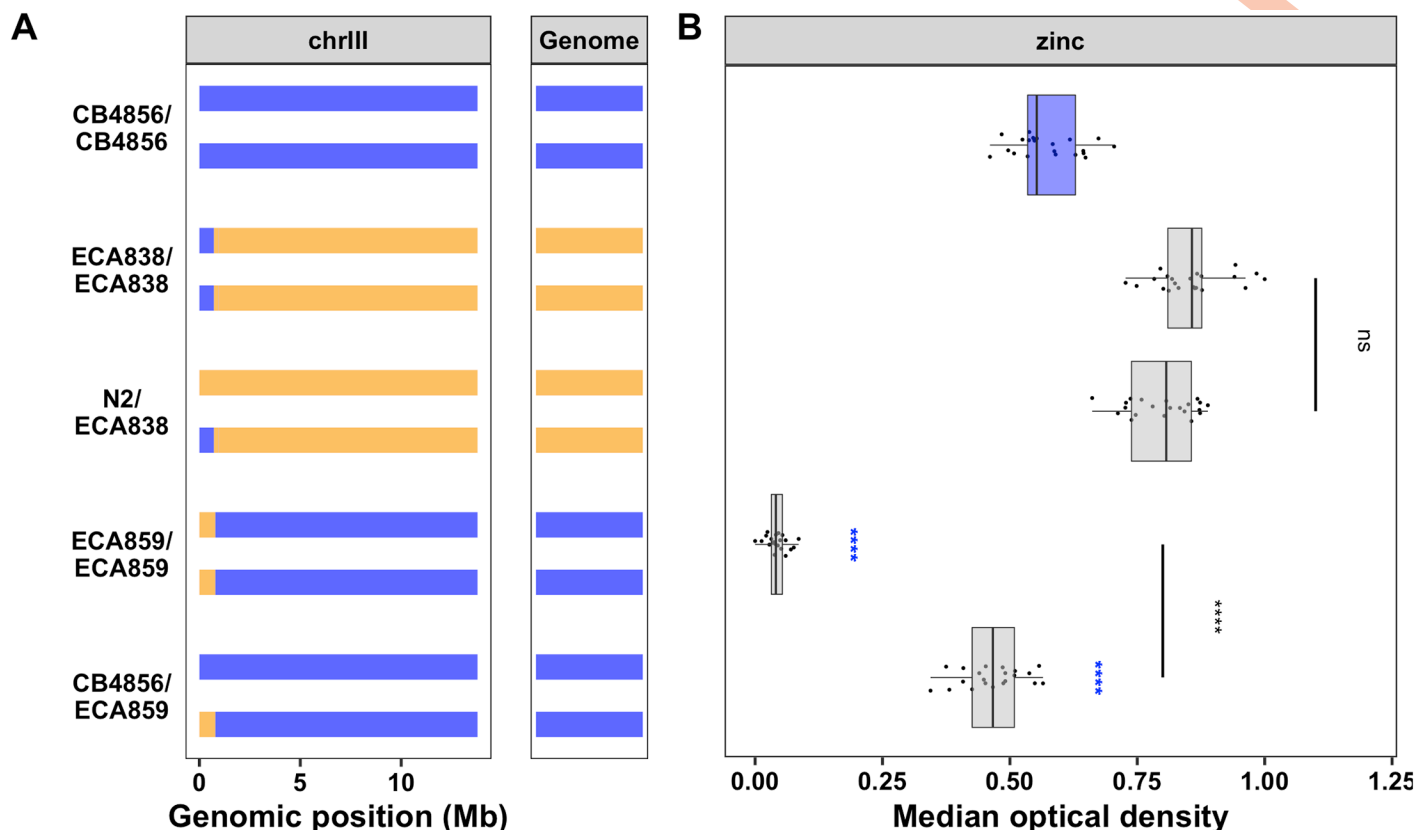 A
chrIII
Genome
B
zinc
CB4856/
CB4856
ECA838/
ECA838
ns
N2/
ECA838
ECA859/
ECA859
****
****
CB4856/
ECA859
****
0
5
10
0.00
0.25
0.50
0.75
1.00
1.25
Genomic position (Mb)
Median optical density